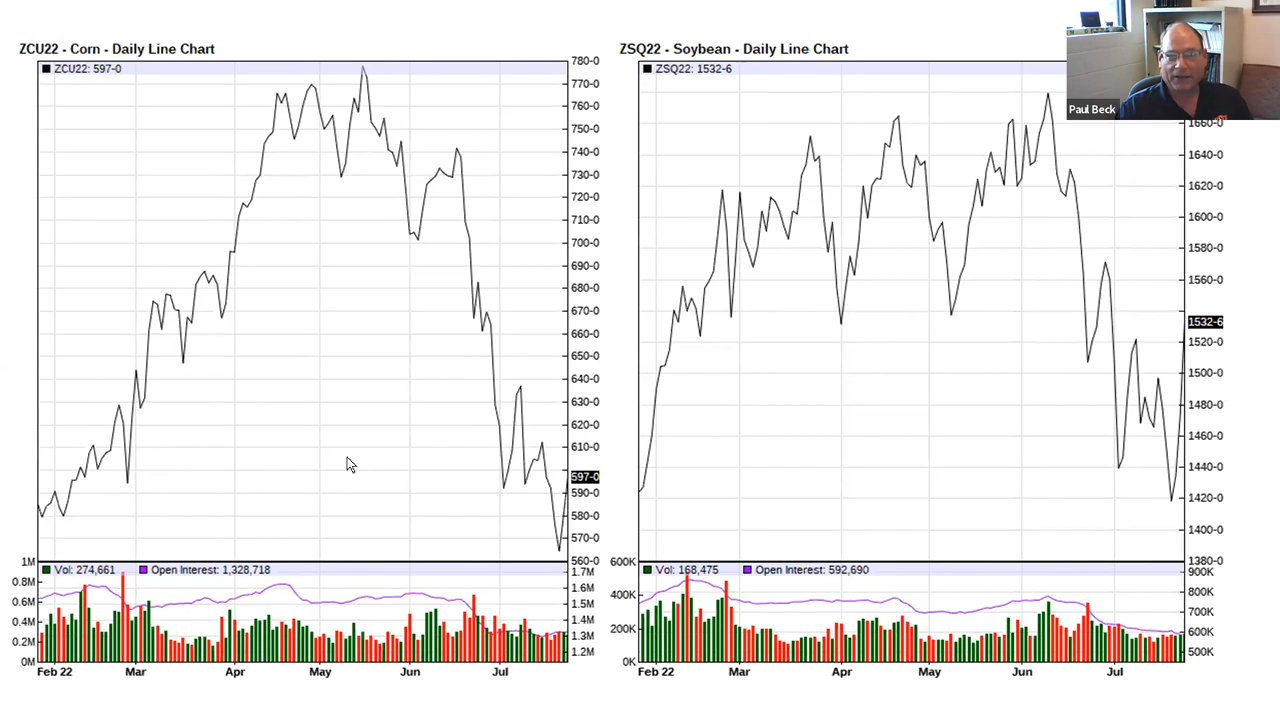 ZCU22 - Corn - Daily Line Chart
ZCU22: 597-0
780-0
770-0
760-0
750-0
740-0
730-0
720-0
710-0
700-0
690-0
680-0
670-0
660-0
650-0
640-0
630-0
620-0
610-0
597-0
590-0
580-0
570-0
560-0
Vol: 274,661
Open Interest: 1,328,718
1M
0.8M
0.6M
0.4M
0.2M
0M
1.7M
1.6M
1.5M
1.4M
1.3M
1.2M
Feb 22 Mar Apr May Jun Jul
ZSQ22 - Soybean - Daily Line Chart
ZSQ22: 1532-6
Paul Beck
1660-0
1640-0
1620-0
1600-0
1580-0
1560-0
1532-6
1520-0
1500-0
1480-0
1460-0
1440-0
1420-0
1400-0
1380-0
Vol: 168,475
Open Interest: 592,690
600K
400K
200K
0K
900K
800K
700K
600K
500K
Feb 22 Mar Apr May Jun Jul